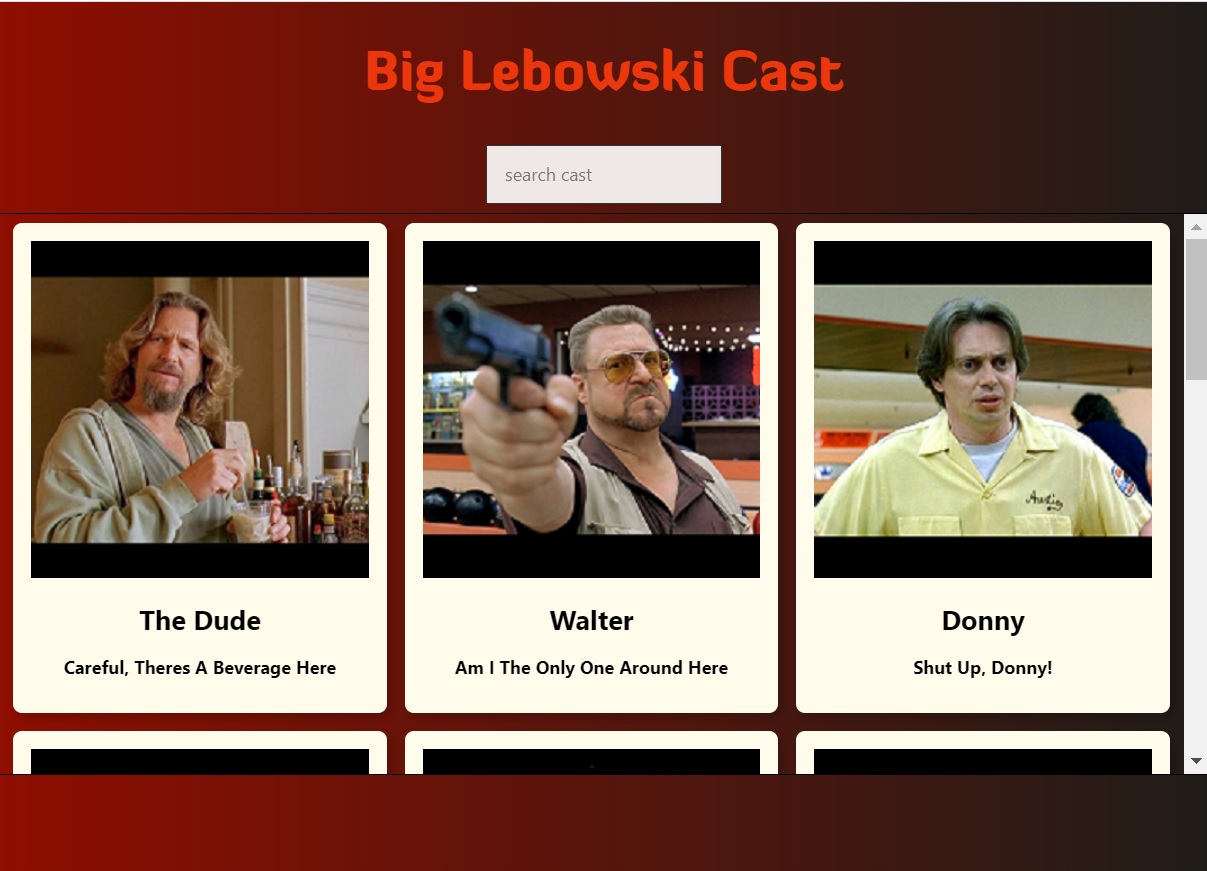 Big Lebowski Cast
search cast
The Dude
Walter
Donny
Careful, Theres A Beverage Here
Am I The Only One Around Here
Shut Up, Donny!